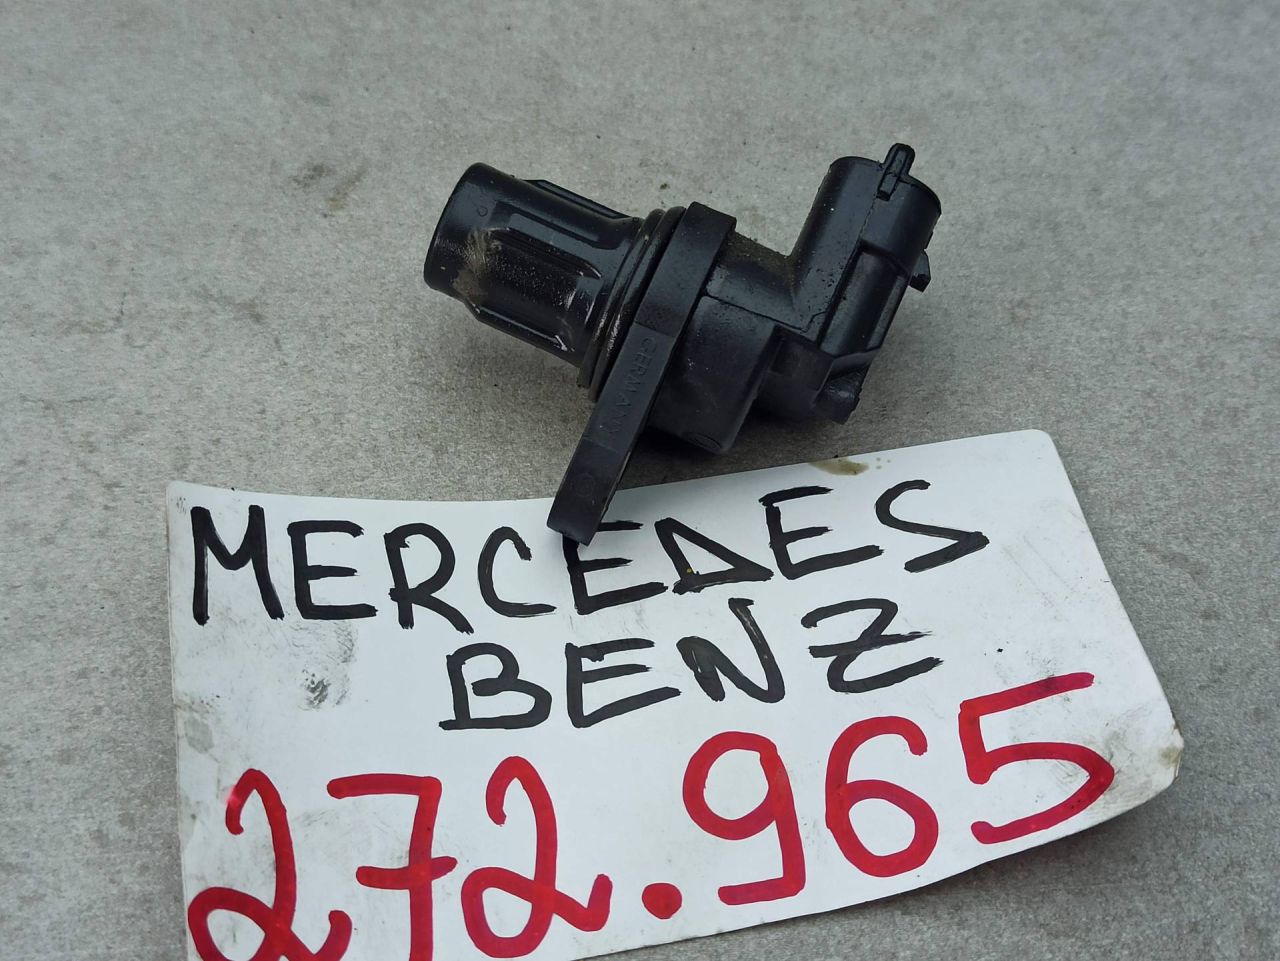 GERMANY
MERCEDES
BENZ
272.965